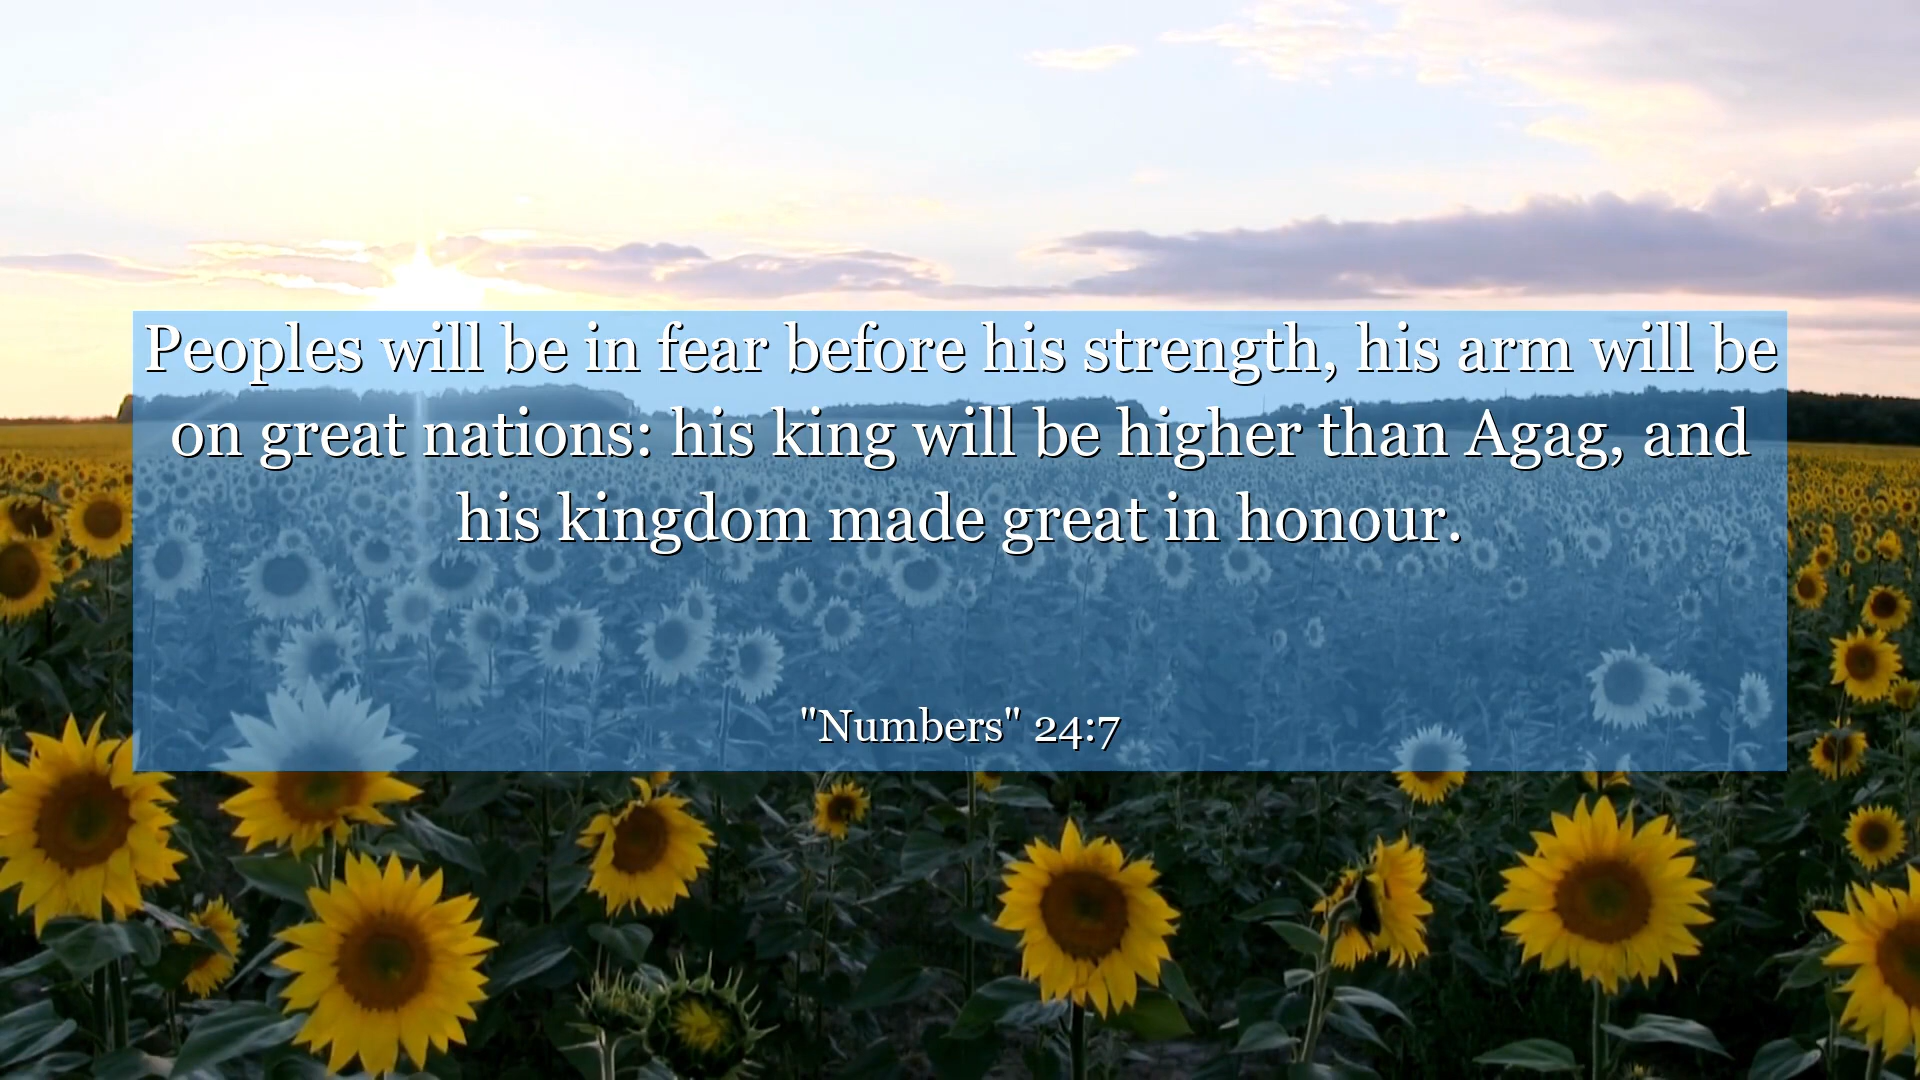 Peoples will be in fear before his strength, his arm will be
on great nations: his king will be higher than Agag, and
his kingdom made great in honour.
"Numbers" 24:7